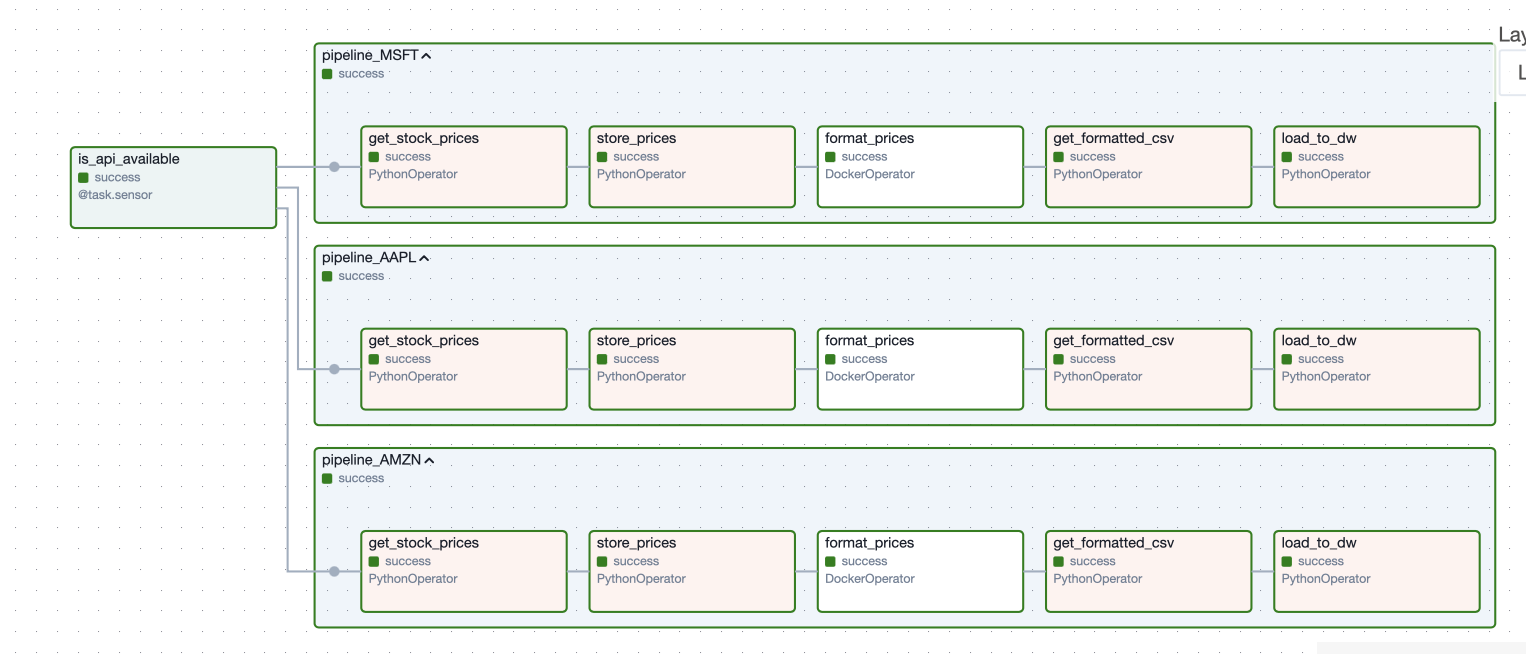 Lay
L
pipeline_MSFT
success
get_stock_prices
success
PythonOperator
store_prices
success
PythonOperator
format_prices
success
DockerOperator
get_formatted_csv
success
PythonOperator
load_to_dw
success
PythonOperator
is_api_available
success
@task.sensor
pipeline_AAPL
success
get_stock_prices
success
PythonOperator
store_prices
success
PythonOperator
format_prices
success
DockerOperator
get_formatted_csv
success
PythonOperator
load_to_dw
success
PythonOperator
pipeline_AMZN
success
get_stock_prices
success
PythonOperator
store_prices
success
PythonOperator
format_prices
success
DockerOperator
get_formatted_csv
success
PythonOperator
load_to_dw
success
PythonOperator